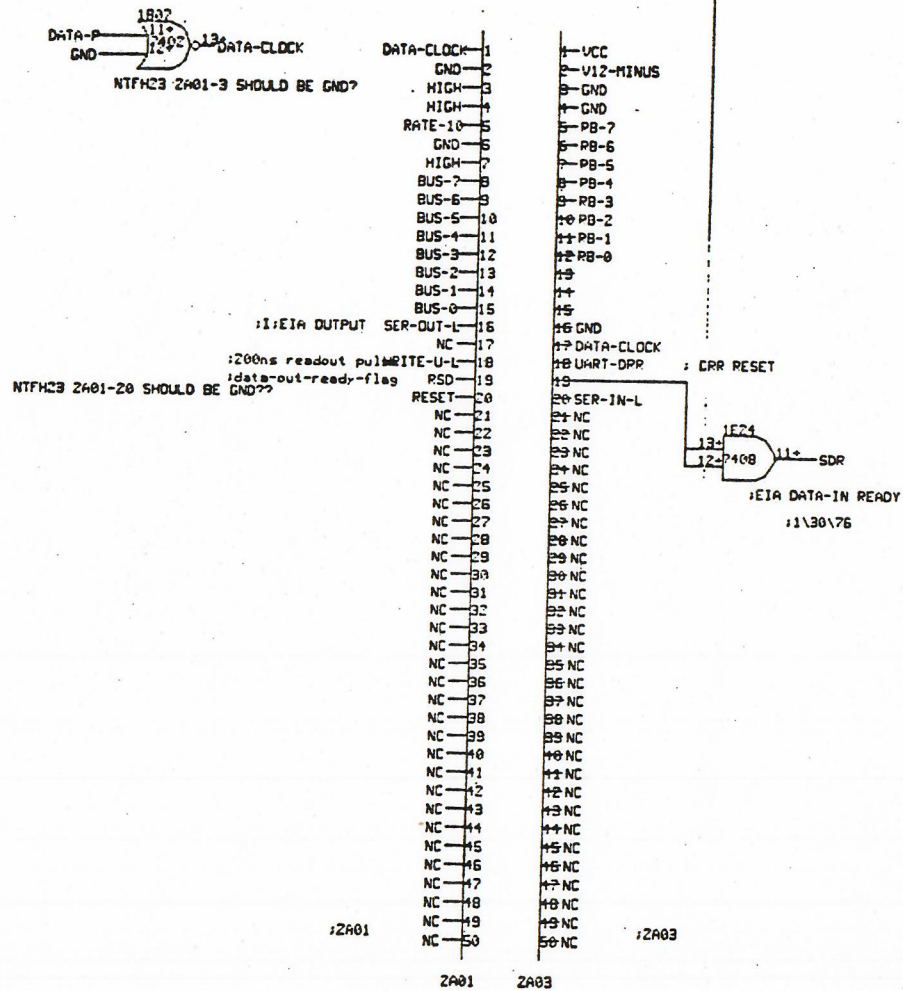 1B07
DATA-P 11+ 7402 13+ DATA-CLOCK
GND 12+
NTFH23 2A01-3 SHOULD BE GND?
DATA-CLOCK 1 1 VCC
GND 2 2 V12-MINUS
HIGH 3 3 GND
HIGH 4 4 GND
RATE-10 5 5 PB-7
GND 6 6 PB-6
HIGH 7 7 PB-5
BUS-7 8 8 PB-4
BUS-6 9 9 PB-3
BUS-5 10 10 PB-2
BUS-4 11 11 PB-1
BUS-3 12 12 PB-0
BUS-2 13 13
BUS-1 14 14
BUS-0 15 15
;I;EIA OUTPUT SER-OUT-L 16 16 GND
NC 17 17 DATA-CLOCK
;200ns readout pulWRITE-U-L 18 18 UART-DRR ; DRR RESET
;data-out-ready-flag RSD 19 19
NTFH23 2A01-20 SHOULD BE GND??
RESET 20 20 SER-IN-L
NC 21 21 NC
NC 22 22 NC
NC 23 23 NC
NC 24 24 NC
NC 25 25 NC
NC 26 26 NC
NC 27 27 NC
NC 28 28 NC
NC 29 29 NC
NC 30 30 NC
NC 31 31 NC
NC 32 32 NC
NC 33 33 NC
NC 34 34 NC
NC 35 35 NC
NC 36 36 NC
NC 37 37 NC
NC 38 38 NC
NC 39 39 NC
NC 40 40 NC
NC 41 41 NC
NC 42 42 NC
NC 43 43 NC
NC 44 44 NC
NC 45 45 NC
NC 46 46 NC
NC 47 47 NC
NC 48 48 NC
NC 49 49 NC
NC 50 50 NC
1E24
13+
12+ 7408 11+ SDR
;EIA DATA-IN READY
;1\30\76
;2A01 ;2A03
2A01 2A03